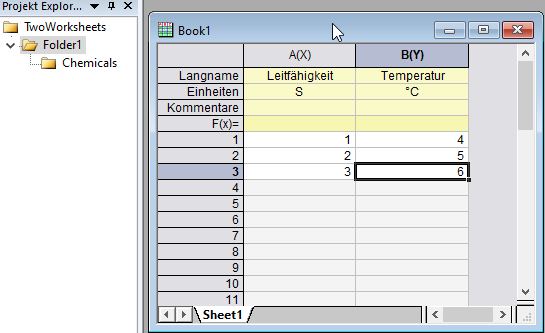 Projekt Explor...
TwoWorksheets
Folder1
Chemicals
Book1
A(X) B(Y)
Langname Leitfähigkeit Temperatur
Einheiten S °C
Kommentare
F(x)=
1 1 4
2 2 5
3 3 6
4
5
6
7
8
9
10
11
Sheet1